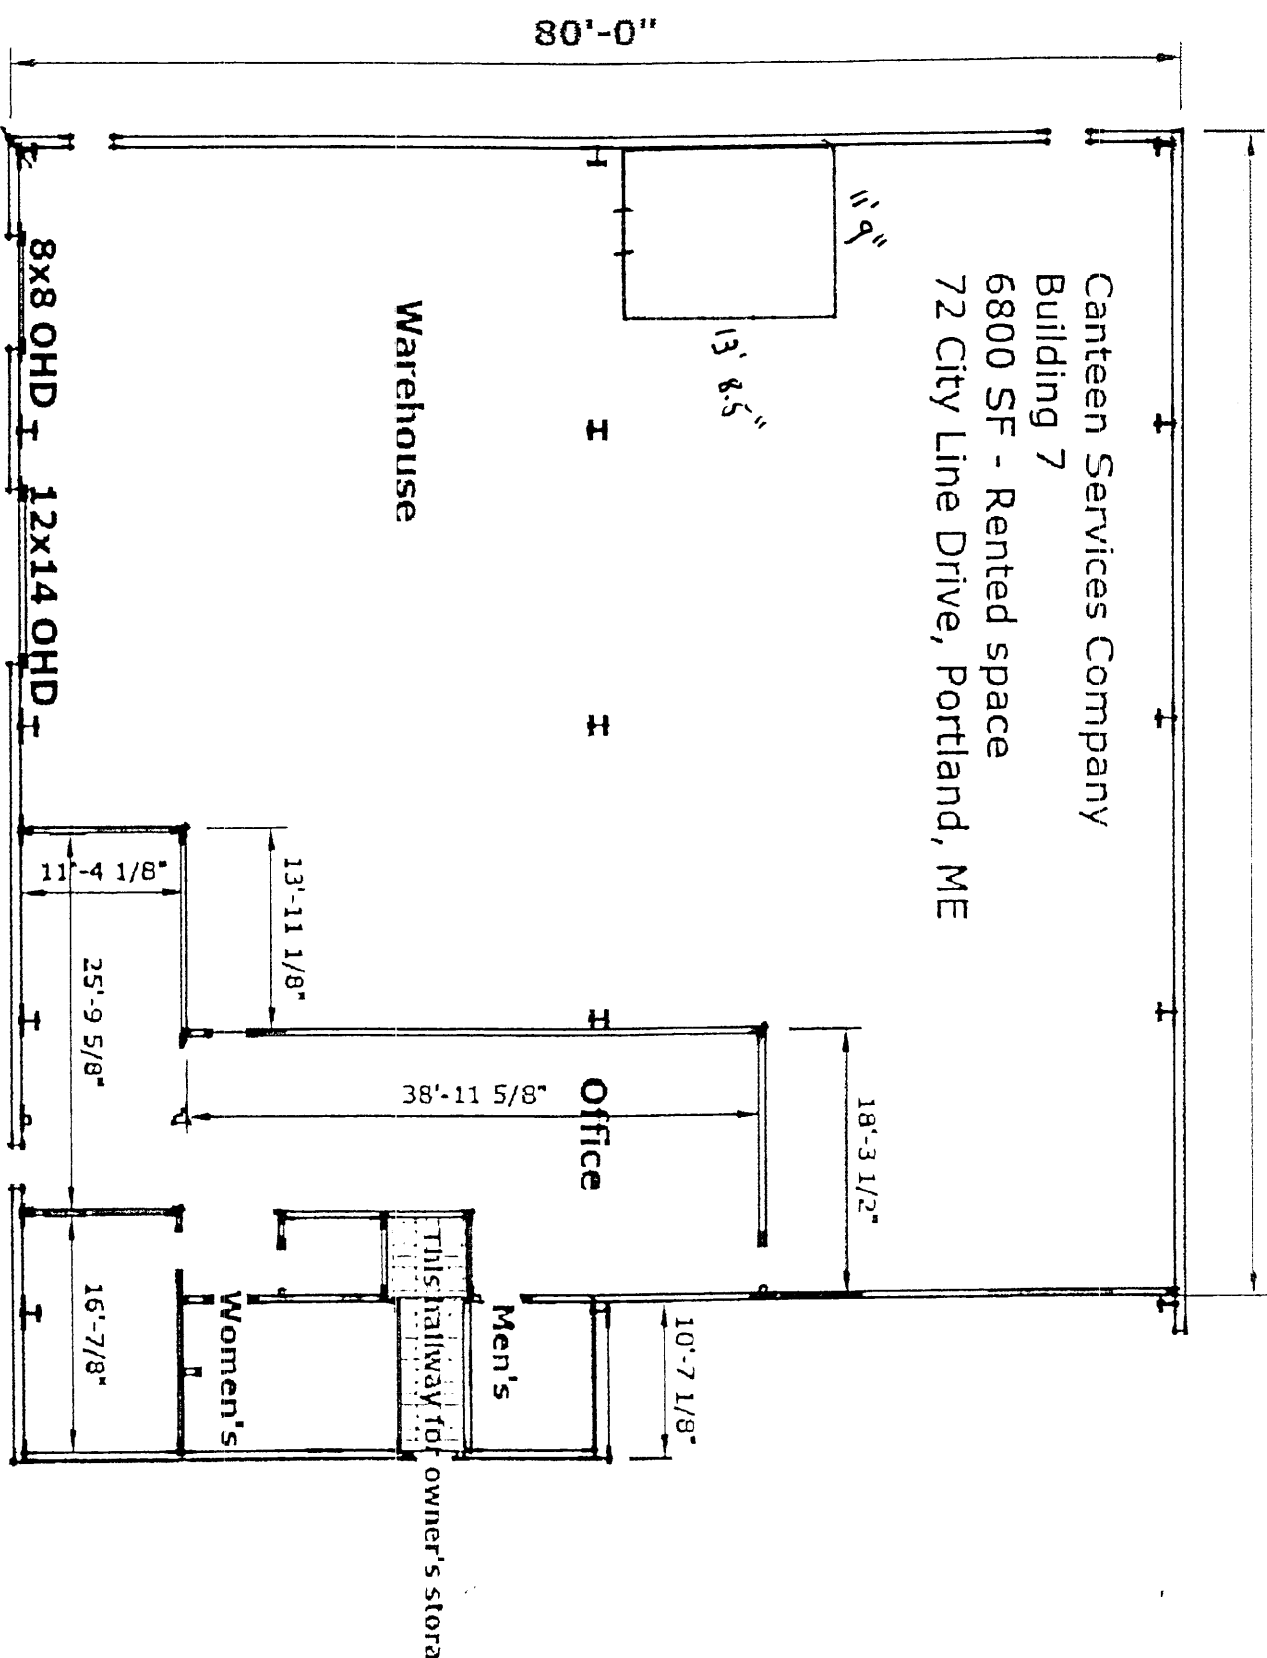 80'-0"
Canteen Services Company
Building 7
6800 SF - Rented space
72 City Line Drive, Portland, ME
11' 9"
13' 8.5"
Warehouse
8x8 OHD
12x14 OHD
13'-11 1/8"
11'-4 1/8"
25'-9 5/8"
38'-11 5/8"
Office
18'-3 1/2"
16'-7/8"
Women's
This hallway for owner's stora
Men's
10'-7 1/8"